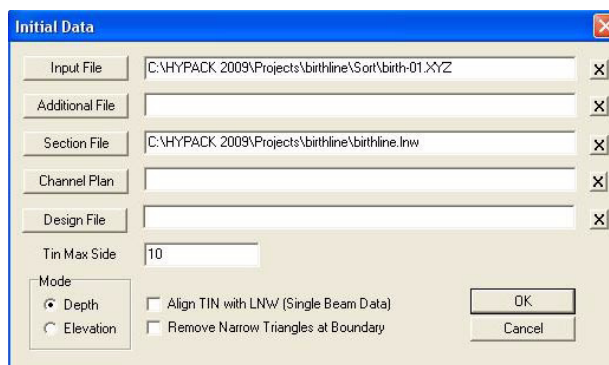 Initial Data
Input File C:\HYPACK 2009\Projects\birthline\Sort\birth-01.XYZ X
Additional File X
Section File C:\HYPACK 2009\Projects\birthline\birthline.lnw X
Channel Plan X
Design File X
Tin Max Side 10
Mode
Depth Align TIN with LNW (Single Beam Data) OK
Elevation Remove Narrow Triangles at Boundary Cancel